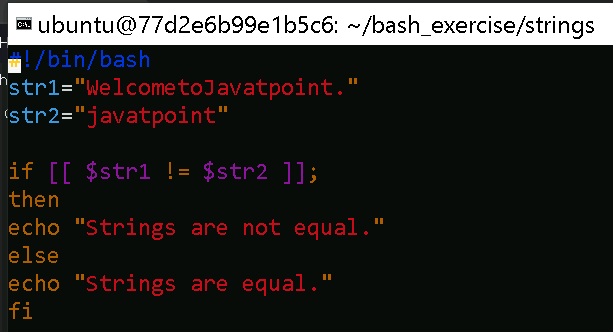 ubuntu@77d2e6b99e1b5c6: ~/bash_exercise/strings
#!/bin/bash
str1="WelcometoJavatpoint."
str2="javatpoint"
if [[ $str1 != $str2 ]];
then
echo "Strings are not equal."
else
echo "Strings are equal."
fi